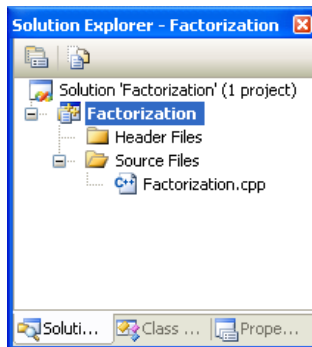 Solution Explorer - Factorization
Solution 'Factorization' (1 project)
Factorization
Header Files
Source Files
C++ Factorization.cpp
Soluti... Class ... Prope...